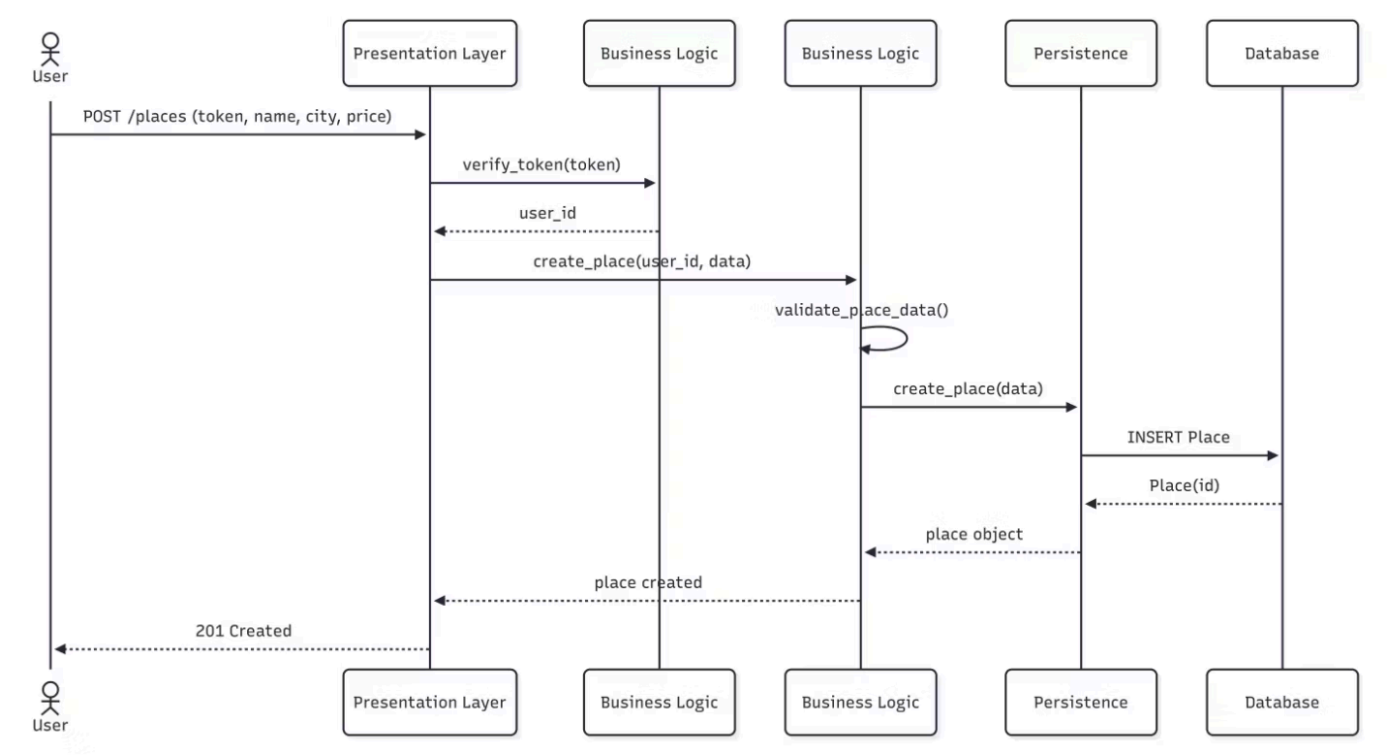 User
Presentation Layer
Business Logic
Business Logic
Persistence
Database
POST /places (token, name, city, price)
verify_token(token)
user_id
create_place(user_id, data)
validate_place_data()
create_place(data)
INSERT Place
Place(id)
place object
place created
201 Created
User
Presentation Layer
Business Logic
Business Logic
Persistence
Database